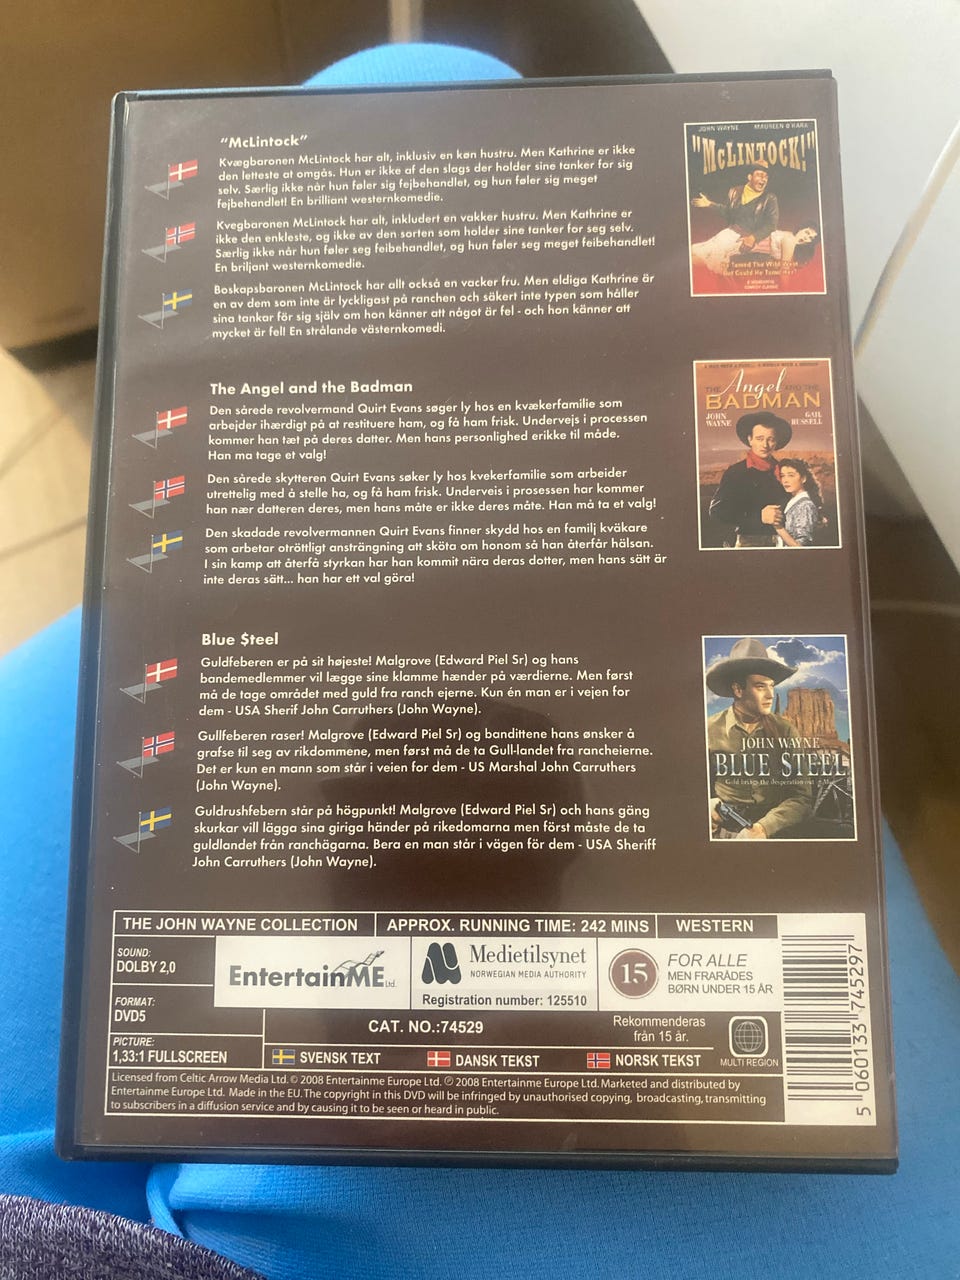 "McLintock"
Kvægbaronen McLintock har alt, inklusiv en køn hustru. Men Kathrine er ikke
den letteste at omgås. Hun er ikke af den slags der holder sine tanker for sig
selv. Særlig ikke når hun føler sig fejbehandlet, og hun føler sig meget
fejbehandlet! En brilliant westernkomedie.
Kvegbaronen McLintock har alt, inkludert en vakker hustru. Men Kathrine er
ikke den enkleste, og ikke av den sorten som holder sine tanke for seg selv.
Særlig ikke når hun føler seg feibehandlet, og hun føler seg meget feibehandlet!
En briljant westernkomedie.
Boskapsbaronen McLintock har allt också en vacker fru. Men eldiga Kathrine är
en av dem som inte är lyckligast på ranchen och säkert inte typen som håller
sina tankar för sig själv om hon känner att något är fel - och hon känner att
mycket är fel! En strålande västernkomedi.
JOHN WAYNE MAUREEN O'HARA
"McLINTOCK!"
He Tamed The Wild West
But Could He Tame Her?
The Angel and the Badman
Den sårede revolvermand Quirt Evans søger ly hos en kvækerfamilie som
arbejder ihærdigt på at restituere ham, og få ham frisk. Undervejs i processen
kommer han tæt på deres datter. Men hans personlighed erikke til måde.
Han ma tage et valg!
Den sårede skytteren Quirt Evans søker ly hos kvekerfamilie som arbeider
utrettelig med å stelle ha, og få ham frisk. Underveis i prosessen har kommer
han nær datteren deres, men hans måte er ikke deres måte. Han må ta et valg!
Den skadade revolvermannen Quirt Evans finner skydd hos en familj kväkare
som arbetar otröttligt ansträngning att sköta om honom så han återfår hälsan.
I sin kamp att återfå styrkan har han kommit nära deras dotter, men hans sätt är
inte deras sätt... han har ett val göra!
THE Angel AND THE
BADMAN
JOHN WAYNE
GAIL RUSSELL
Blue $teel
Guldfeberen er på sit højeste! Malgrove (Edward Piel Sr) og hans
bandemedlemmer vil lægge sine klamme hænder på værdierne. Men først
må de tage området med guld fra ranch ejerne. Kun én man er i vejen for
dem - USA Sherif John Carruthers (John Wayne).
Gullfeberen raser! Malgrove (Edward Piel Sr) og bandittene hans ønsker å
grafse til seg av rikdommene, men først må de ta Gull-landet fra rancheierne.
Det er kun en mann som står i veien for dem - US Marshal John Carruthers
(John Wayne).
Guldrushfebern står på högpunkt! Malgrove (Edward Piel Sr) och hans gäng
skurkar vill lägga sina giriga händer på rikedomarna men först måste de ta
guldlandet från ranchägarna. Bera en man står i vägen för dem - USA Sheriff
John Carruthers (John Wayne).
JOHN WAYNE
BLUE STEEL
THE JOHN WAYNE COLLECTION
APPROX. RUNNING TIME: 242 MINS
WESTERN
SOUND:
DOLBY 2,0
FORMAT:
DVD5
PICTURE:
1,33:1 FULLSCREEN
EntertainME Ltd.
Medietilsynet
NORWEGIAN MEDIA AUTHORITY
Registration number: 125510
15
FOR ALLE
MEN FRARÅDES
BØRN UNDER 15 ÅR
CAT. NO.:74529
Rekommenderas
från 15 år.
MULTI REGION
SVENSK TEXT
DANSK TEKST
NORSK TEKST
Licensed from Celtic Arrow Media Ltd. © 2008 Entertainme Europe Ltd. ℗ 2008 Entertainme Europe Ltd. Marketed and distributed by
Entertainme Europe Ltd. Made in the EU. The copyright in this DVD will be infringed by unauthorised copying, broadcasting, transmitting
to subscribers in a diffusion service and by causing it to be seen or heard in public.
5 060133 745297